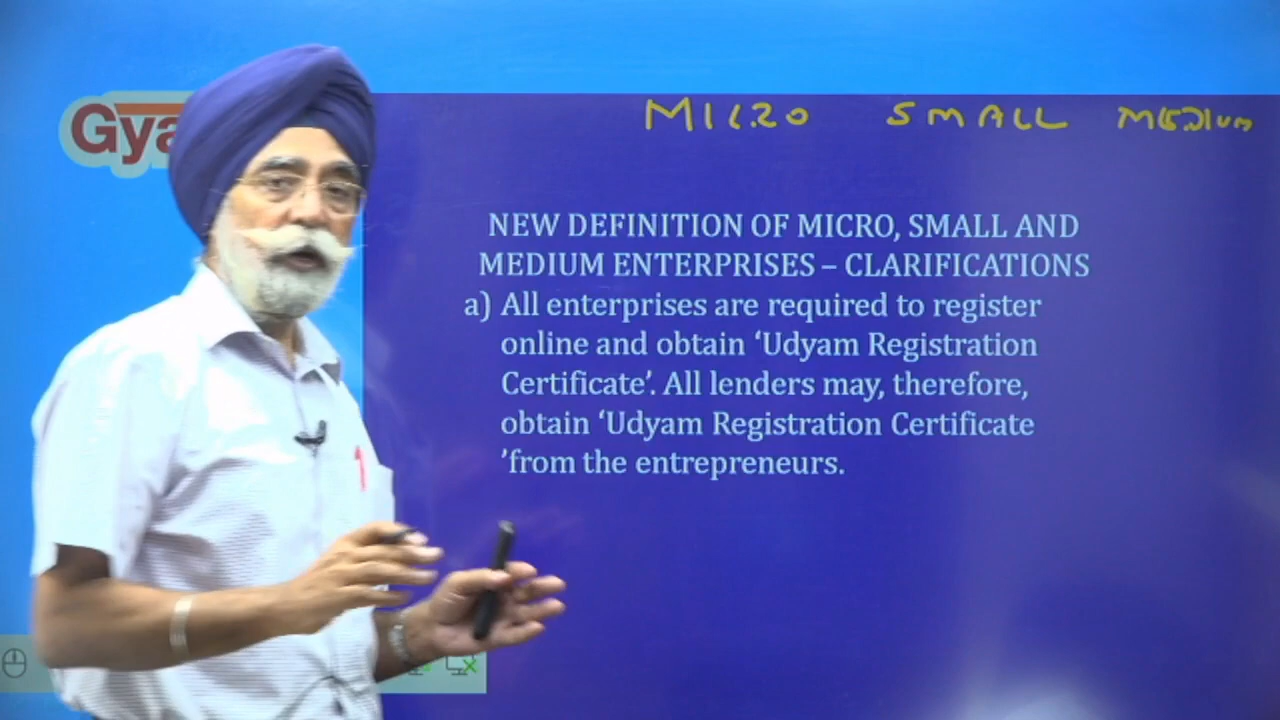 Gya
MICRO SMALL MEDIUM
NEW DEFINITION OF MICRO, SMALL AND
MEDIUM ENTERPRISES – CLARIFICATIONS
a) All enterprises are required to register
online and obtain ‘Udyam Registration
Certificate’. All lenders may, therefore,
obtain ‘Udyam Registration Certificate
’from the entrepreneurs.